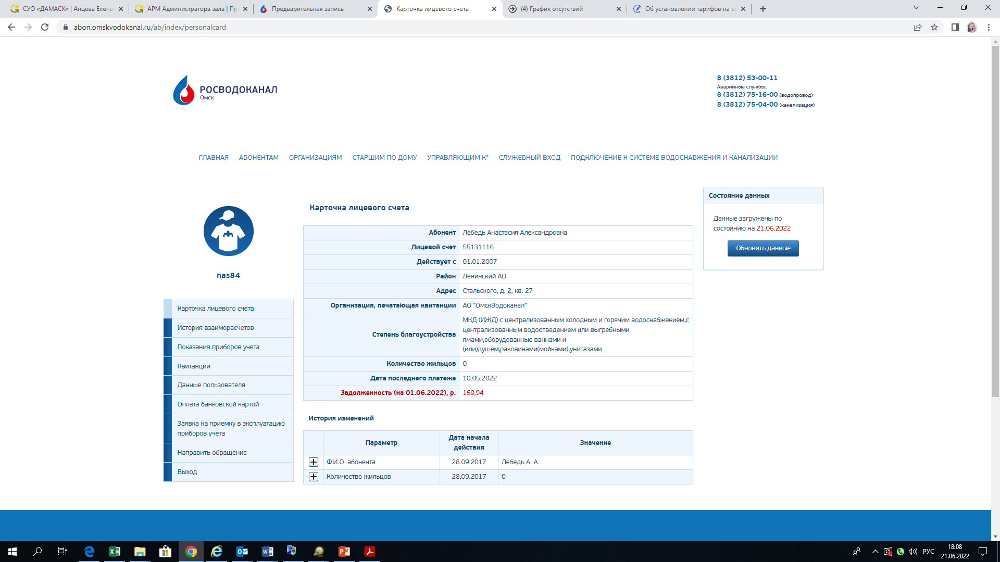 СУО «ДАМАСК» | Анцева Елена
АРМ Администратора зала | Пр
Предварительная запись
Карточка лицевого счета
(4) График отсутствий
Об установлении тарифов на в
abon.omskvodokanal.ru/ab/index/personalcard
РОСВОДОКАНАЛ
Омск
8 (3812) 53-00-11
Аварийные службы:
8 (3812) 75-16-00 (водопровод)
8 (3812) 75-04-00 (канализация)
ГЛАВНАЯ АБОНЕНТАМ ОРГАНИЗАЦИЯМ СТАРШИМ ПО ДОМУ УПРАВЛЯЮЩИМ К° СЛУЖЕБНЫЙ ВХОД ПОДКЛЮЧЕНИЕ К СИСТЕМЕ ВОДОСНАБЖЕНИЯ И КАНАЛИЗАЦИИ
nas84
Карточка лицевого счета
История взаиморасчетов
Показания приборов учета
Квитанции
Данные пользователя
Оплата банковской картой
Заявка на приемку в эксплуатацию
приборов учета
Направить обращение
Выход
Карточка лицевого счета
Абонент Лебедь Анастасия Александровна
Лицевой счет 55131116
Действует с 01.01.2007
Район Ленинский АО
Адрес Стальского, д. 2, кв. 27
Организация, печатающая квитанции АО "ОмскВодоканал"
Степень благоустройства МКД (ИЖД) с централизованным холодным и горячим водоснабжением,с
централизованным водоотведением или выгребными
ямами,оборудованные ваннами и
(или)душем,раковинами(мойками),унитазами.
Количество жильцов 0
Дата последнего платежа 10.05.2022
Задолженность (на 01.06.2022), р. 169,94
История изменений
Параметр Дата начала действия Значение
Ф.И.О. абонента 28.09.2017 Лебедь А. А.
Количество жильцов 28.09.2017 0
Состояние данных
Данные загружены по
состоянию на 21.06.2022
Обновить данные
РУС
18:08
21.06.2022